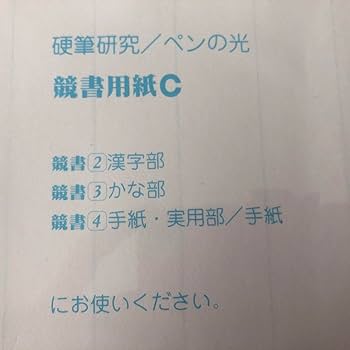 硬筆研究／ペンの光
競書用紙C
競書2漢字部
競書3かな部
競書4手紙・実用部／手紙
にお使いください。